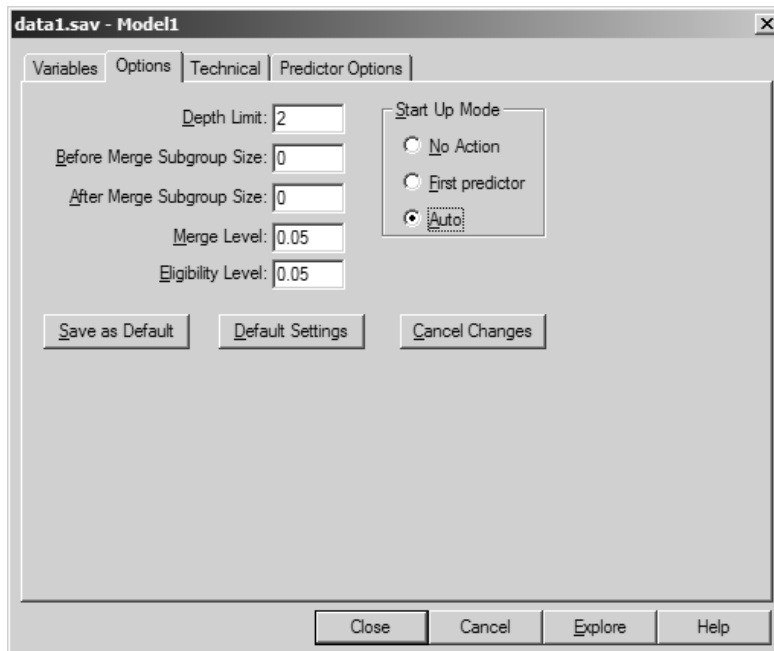 data1.sav - Model1
Variables Options Technical Predictor Options
Depth Limit: 2
Before Merge Subgroup Size: 0
After Merge Subgroup Size: 0
Merge Level: 0.05
Eligibility Level: 0.05
Start Up Mode
No Action
First predictor
Auto
Save as Default Default Settings Cancel Changes
Close Cancel Explore Help